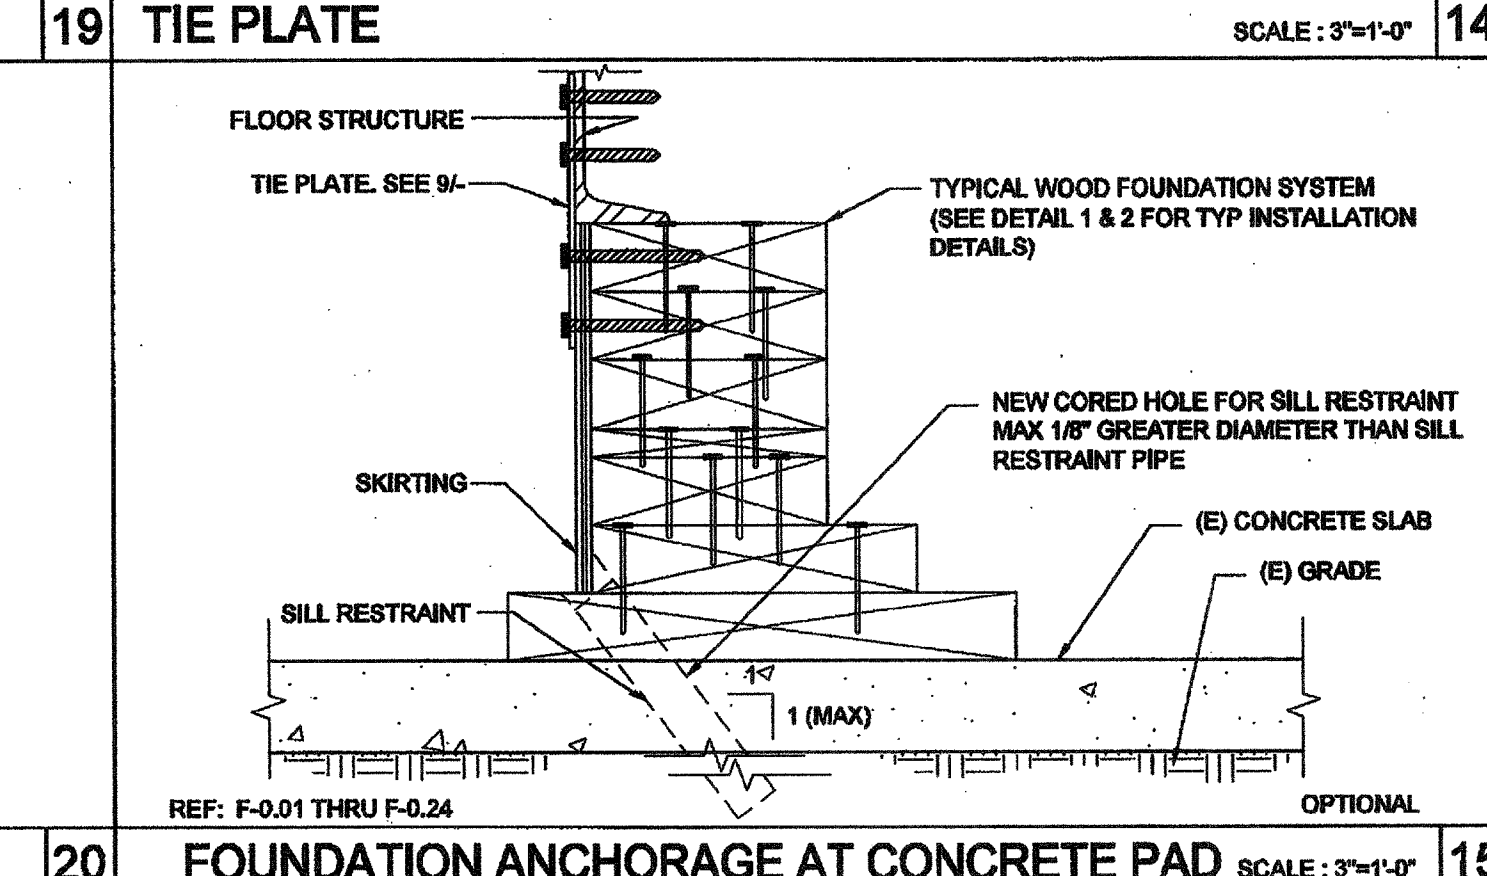 19 TIE PLATE SCALE : 3"=1'-0" 14
FLOOR STRUCTURE
TIE PLATE. SEE 9/-
TYPICAL WOOD FOUNDATION SYSTEM
(SEE DETAIL 1 & 2 FOR TYP INSTALLATION
DETAILS)
NEW CORED HOLE FOR SILL RESTRAINT
MAX 1/8" GREATER DIAMETER THAN SILL
RESTRAINT PIPE
SKIRTING
(E) CONCRETE SLAB
(E) GRADE
SILL RESTRAINT
1
1 (MAX)
REF: F-0.01 THRU F-0.24
OPTIONAL
20 FOUNDATION ANCHORAGE AT CONCRETE PAD SCALE : 3"=1'-0" 15